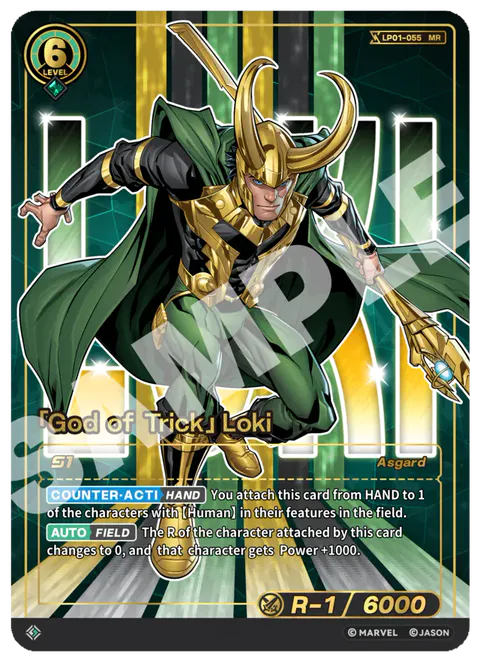 6
LEVEL
LP01-055 MR
LOKI
SAMPLE
「God of Trick」 Loki
S1
Asgard
COUNTER·ACT1 HAND You attach this card from HAND to 1
of the characters with【Human】in their features in the field.
AUTO FIELD The R of the character attached by this card
changes to 0, and that character gets Power +1000.
R-1 / 6000
©MARVEL ©JASON